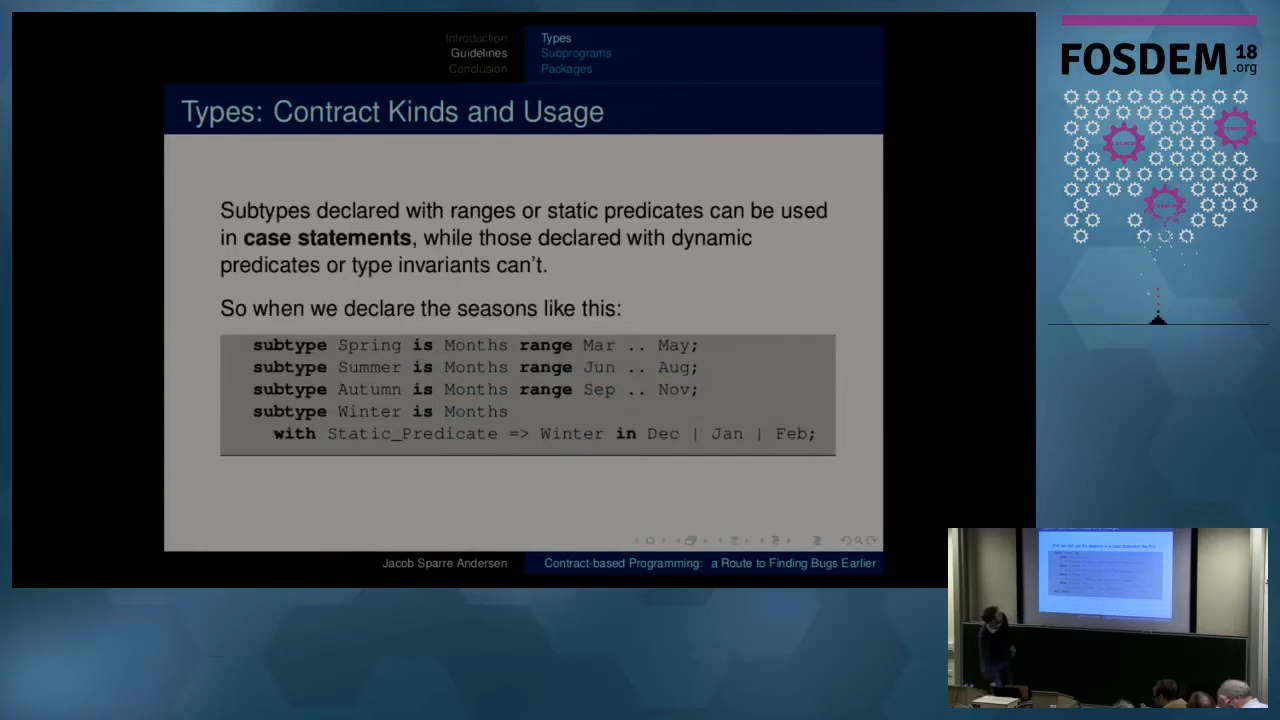 Introduction
Guidelines
Conclusion
Types
Subprograms
Packages
Types: Contract Kinds and Usage
Subtypes declared with ranges or static predicates can be used
in case statements, while those declared with dynamic
predicates or type invariants can't.
So when we declare the seasons like this:
subtype Spring is Months range Mar .. May;
subtype Summer is Months range Jun .. Aug;
subtype Autumn is Months range Sep .. Nov;
subtype Winter is Months
with Static_Predicate => Winter in Dec | Jan | Feb;
Jacob Sparre Andersen
Contract-based Programming: a Route to Finding Bugs Earlier
FOSDEM 18
.org